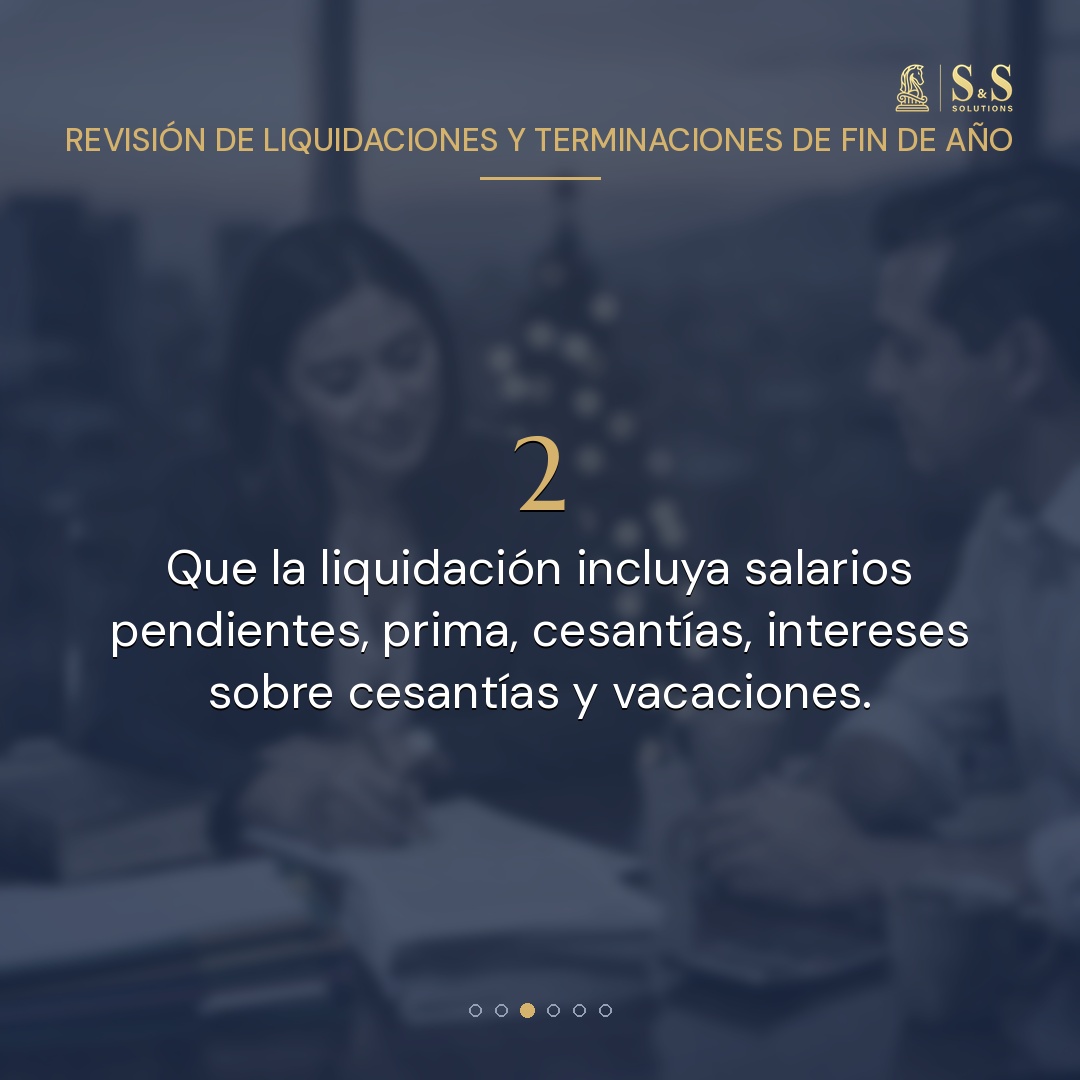 S&S
SOLUTIONS
REVISIÓN DE LIQUIDACIONES Y TERMINACIONES DE FIN DE AÑO
2
Que la liquidación incluya salarios
pendientes, prima, cesantías, intereses
sobre cesantías y vacaciones.